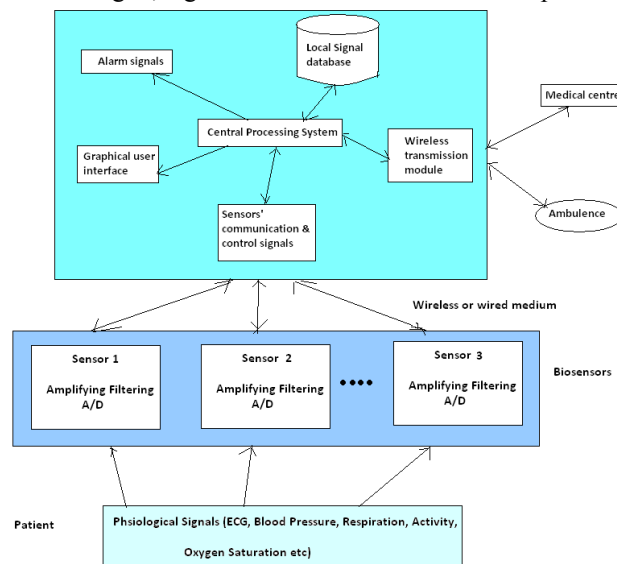 Local Signal
database
Alarm signals
Medical centre
Central Processing System
Graphical user
interface
Wireless
transmission
module
Sensors'
communication &
control signals
Ambulence
Wireless or wired medium
Sensor 1
Amplifying Filtering
A/D
Sensor 2
Amplifying Filtering
A/D
Sensor 3
Amplifying Filtering
A/D
Biosensors
Patient
Phsiological Signals (ECG, Blood Pressure, Respiration, Activity,
Oxygen Saturation etc)